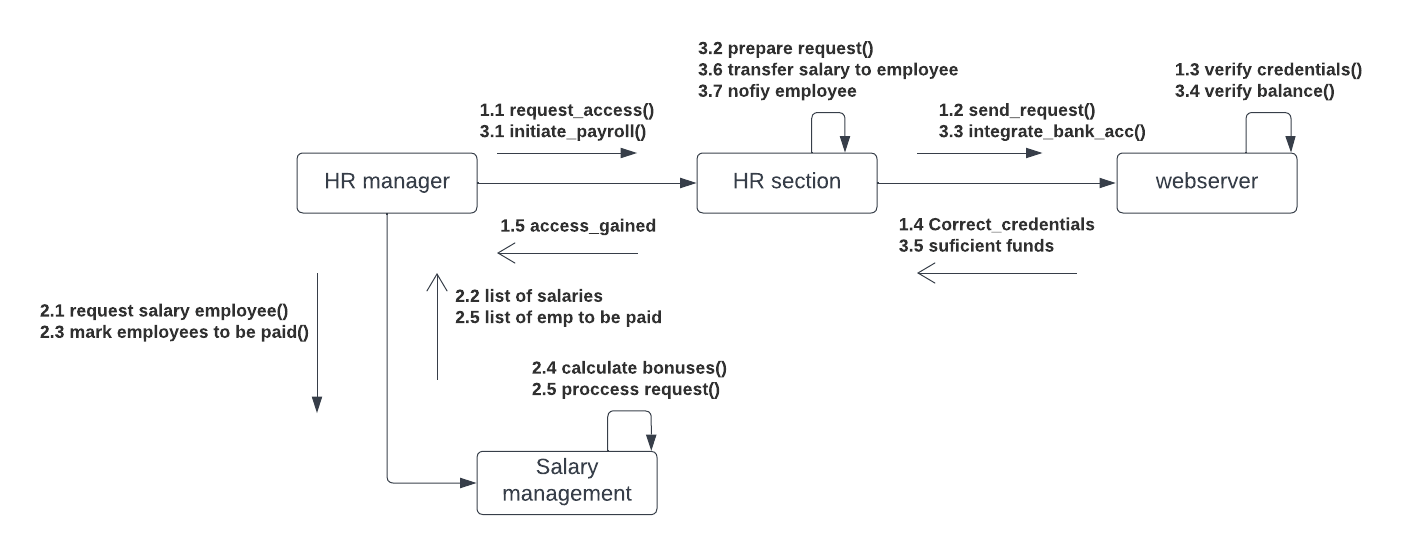 3.2 prepare request()
3.6 transfer salary to employee
3.7 nofiy employee
1.3 verify credentials()
3.4 verify balance()
1.1 request_access()
3.1 initiate_payroll()
1.2 send_request()
3.3 integrate_bank_acc()
HR manager
HR section
webserver
1.5 access_gained
1.4 Correct_credentials
3.5 suficient funds
2.1 request salary employee()
2.3 mark employees to be paid()
2.2 list of salaries
2.5 list of emp to be paid
2.4 calculate bonuses()
2.5 proccess request()
Salary
management